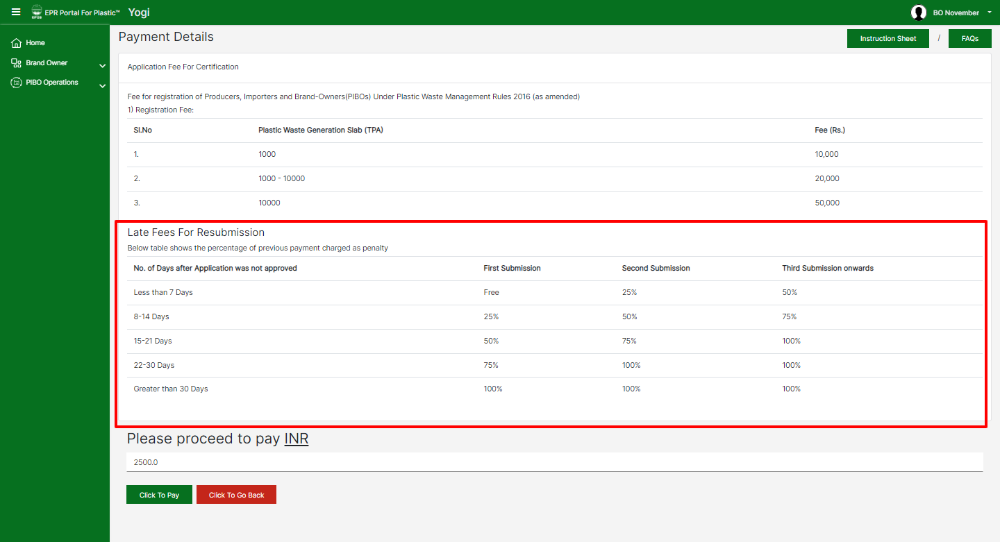 EPR Portal For Plastic™ Yogi BO November
Home
Brand Owner
PIBO Operations
Payment Details
Instruction Sheet / FAQs
Application Fee For Certification
Fee for registration of Producers, Importers and Brand-Owners(PIBOs) Under Plastic Waste Management Rules 2016 (as amended)
1) Registration Fee:
Sl.No Plastic Waste Generation Slab (TPA) Fee (Rs.)
1. 1000 10,000
2. 1000 - 10000 20,000
3. 10000 50,000
Late Fees For Resubmission
Below table shows the percentage of previous payment charged as penalty
No. of Days after Application was not approved First Submission Second Submission Third Submission onwards
Less than 7 Days Free 25% 50%
8-14 Days 25% 50% 75%
15-21 Days 50% 75% 100%
22-30 Days 75% 100% 100%
Greater than 30 Days 100% 100% 100%
Please proceed to pay INR
2500.0
Click To Pay Click To Go Back